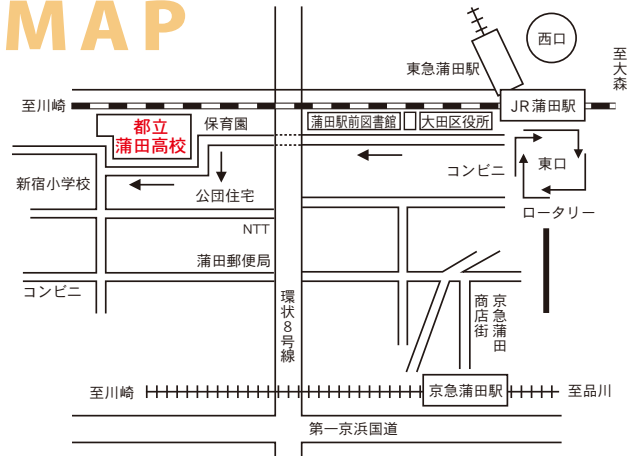 MAP
西口
至大森
東急蒲田駅
至川崎
JR蒲田駅
都立
蒲田高校
保育園
蒲田駅前図書館
大田区役所
コンビニ
東口
新宿小学校
公団住宅
ロータリー
NTT
蒲田郵便局
コンビニ
環状8号線
商店街
京急蒲田
至川崎
京急蒲田駅
至品川
第一京浜国道